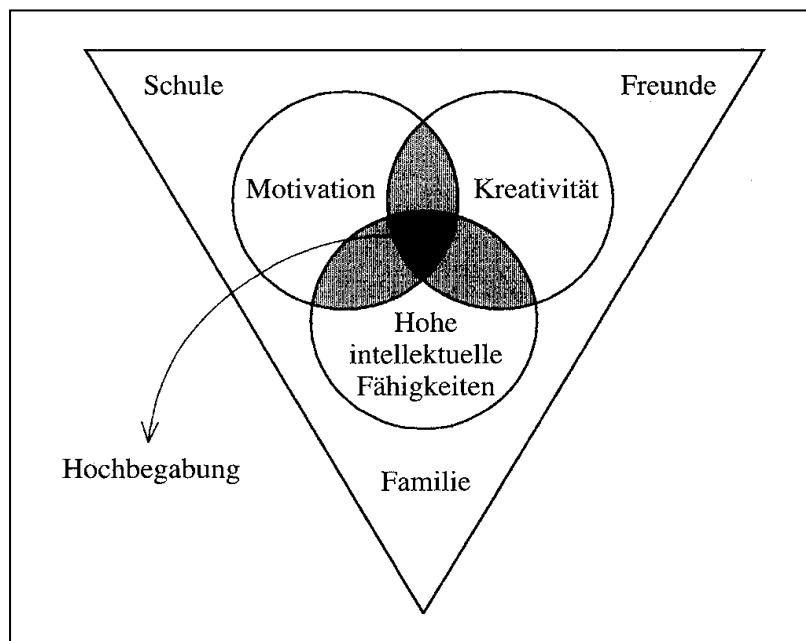 Schule
Freunde
Motivation
Kreativität
Hohe
intellektuelle
Fähigkeiten
Hochbegabung
Familie